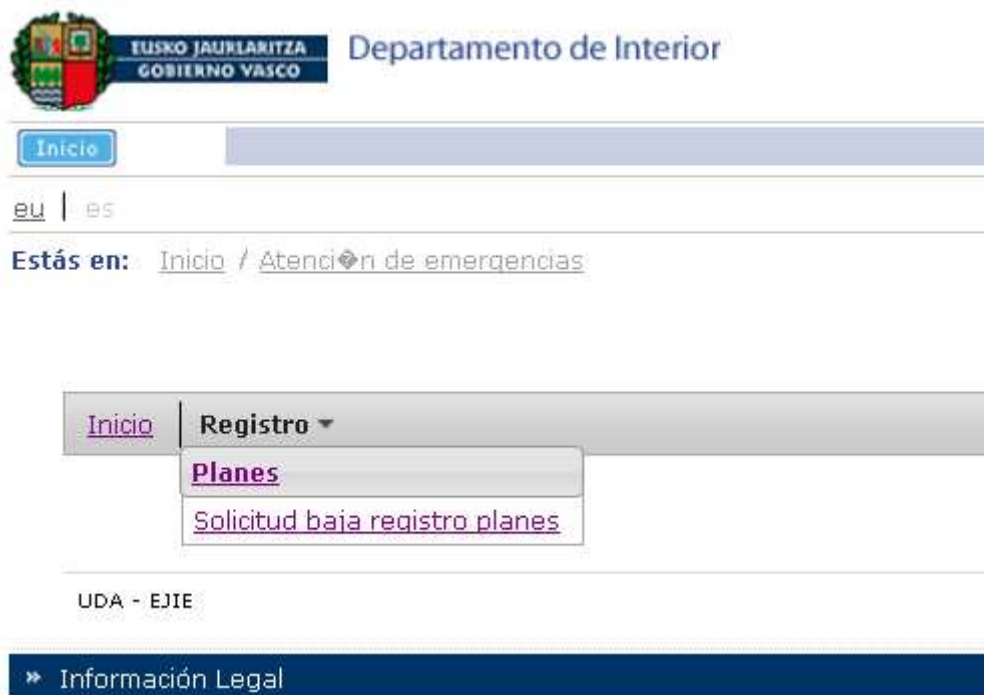 EUSKO JAURLARITZA
GOBIERNO VASCO
Departamento de Interior
Inicio
eu | es
Estás en: Inicio / Atenci�n de emergencias
Inicio Registro
Planes
Solicitud baja registro planes
UDA - EJIE
» Información Legal